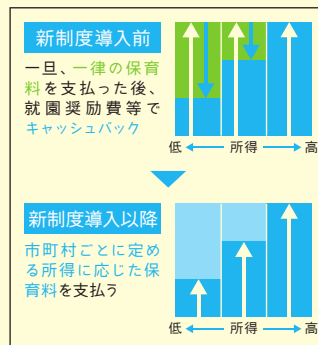 新制度導入前
一旦、一律の保育
料を支払った後、
就園奨励費等で
キャッシュバック
低 所得 高
新制度導入以降
市町村ごとに定め
る所得に応じた保
育料を支払う
低 所得 高